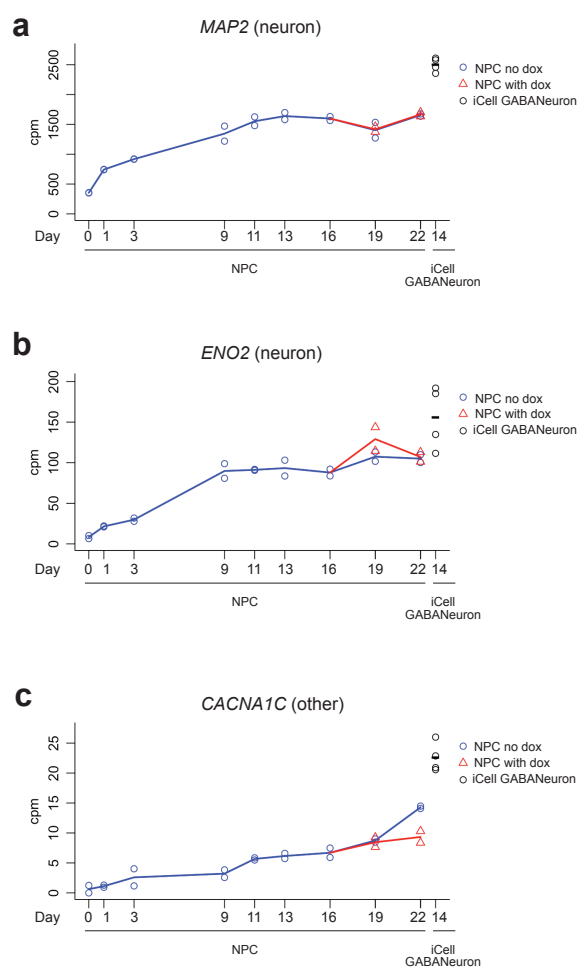 a
MAP2 (neuron)
cpm
2500
1500
500
0
NPC no dox
NPC with dox
iCell GABANeuron
Day 0 1 3 9 11 13 16 19 22 14
NPC
iCell
GABANeuron
b
ENO2 (neuron)
cpm
200
150
100
50
0
NPC no dox
NPC with dox
iCell GABANeuron
Day 0 1 3 9 11 13 16 19 22 14
NPC
iCell
GABANeuron
c
CACNA1C (other)
cpm
25
20
15
10
5
0
NPC no dox
NPC with dox
iCell GABANeuron
Day 0 1 3 9 11 13 16 19 22 14
NPC
iCell
GABANeuron